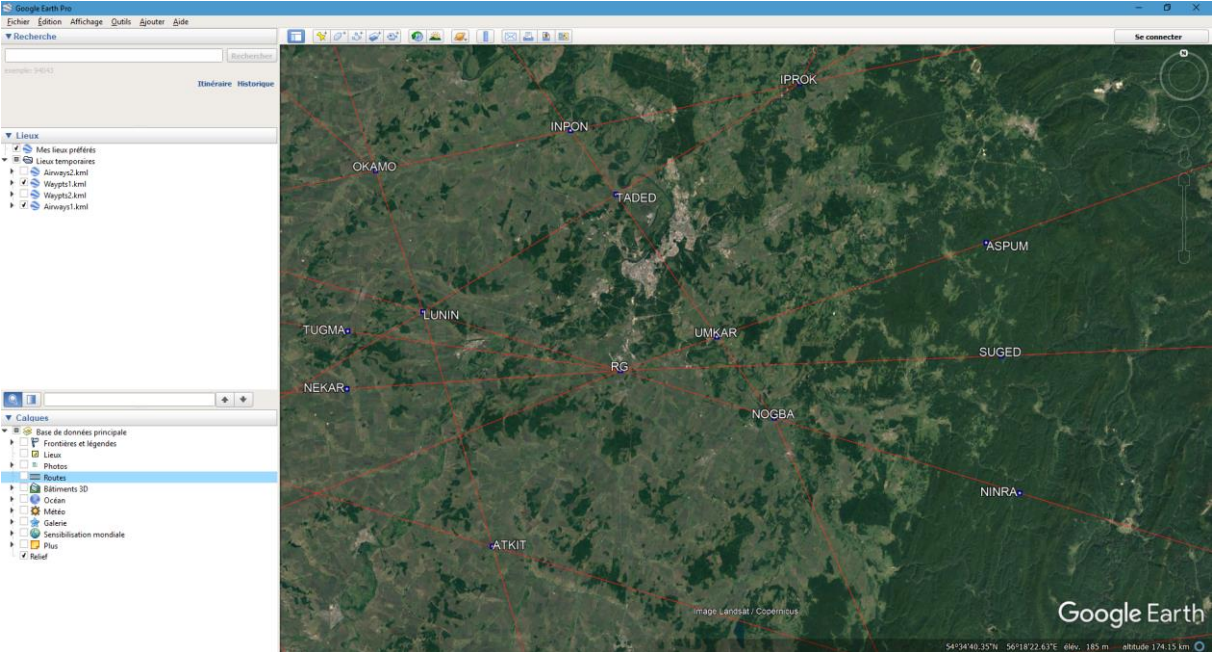 Google Earth Pro
Fichier Édition Affichage Outils Ajouter Aide
Recherche
Rechercher
exemple: 94043
Itinéraire Historique
Se connecter
Lieux
Mes lieux préférés
Lieux temporaires
Airways2.kml
Waypts1.kml
Waypts2.kml
Airways1.kml
Calques
Base de données principale
Frontières et légendes
Lieux
Photos
Routes
Bâtiments 3D
Océan
Météo
Galerie
Sensibilisation mondiale
Plus
Relief
N
IPROK
INPON
OKAMO
TADED
ASPUM
LUNIN
TUGMA
UMKAR
SUGED
RG
NEKAR
NOGBA
NINRA
ATKIT
Image Landsat / Copernicus
Google Earth
54°34'40.35"N 56°18'22.63"E élév. 185 m altitude 174.15 km